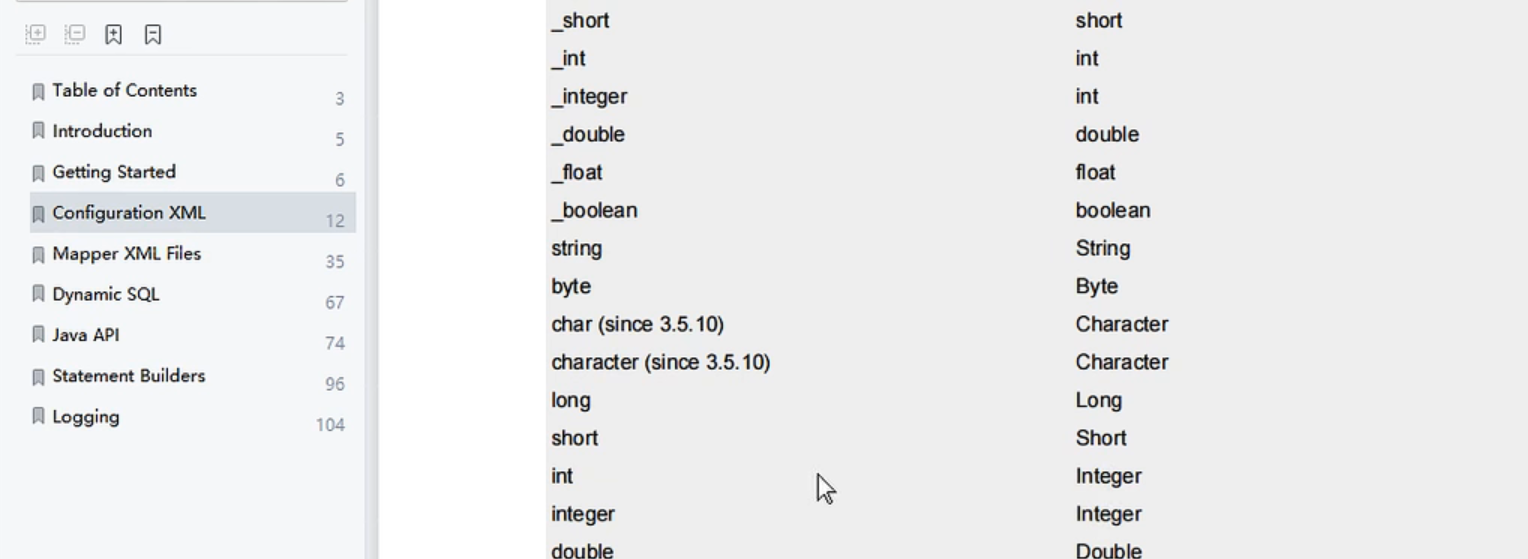 Table of Contents 3
Introduction 5
Getting Started 6
Configuration XML 12
Mapper XML Files 35
Dynamic SQL 67
Java API 74
Statement Builders 96
Logging 104
_short short
_int int
_integer int
_double double
_float float
_boolean boolean
string String
byte Byte
char (since 3.5.10) Character
character (since 3.5.10) Character
long Long
short Short
int Integer
integer Integer
double Double